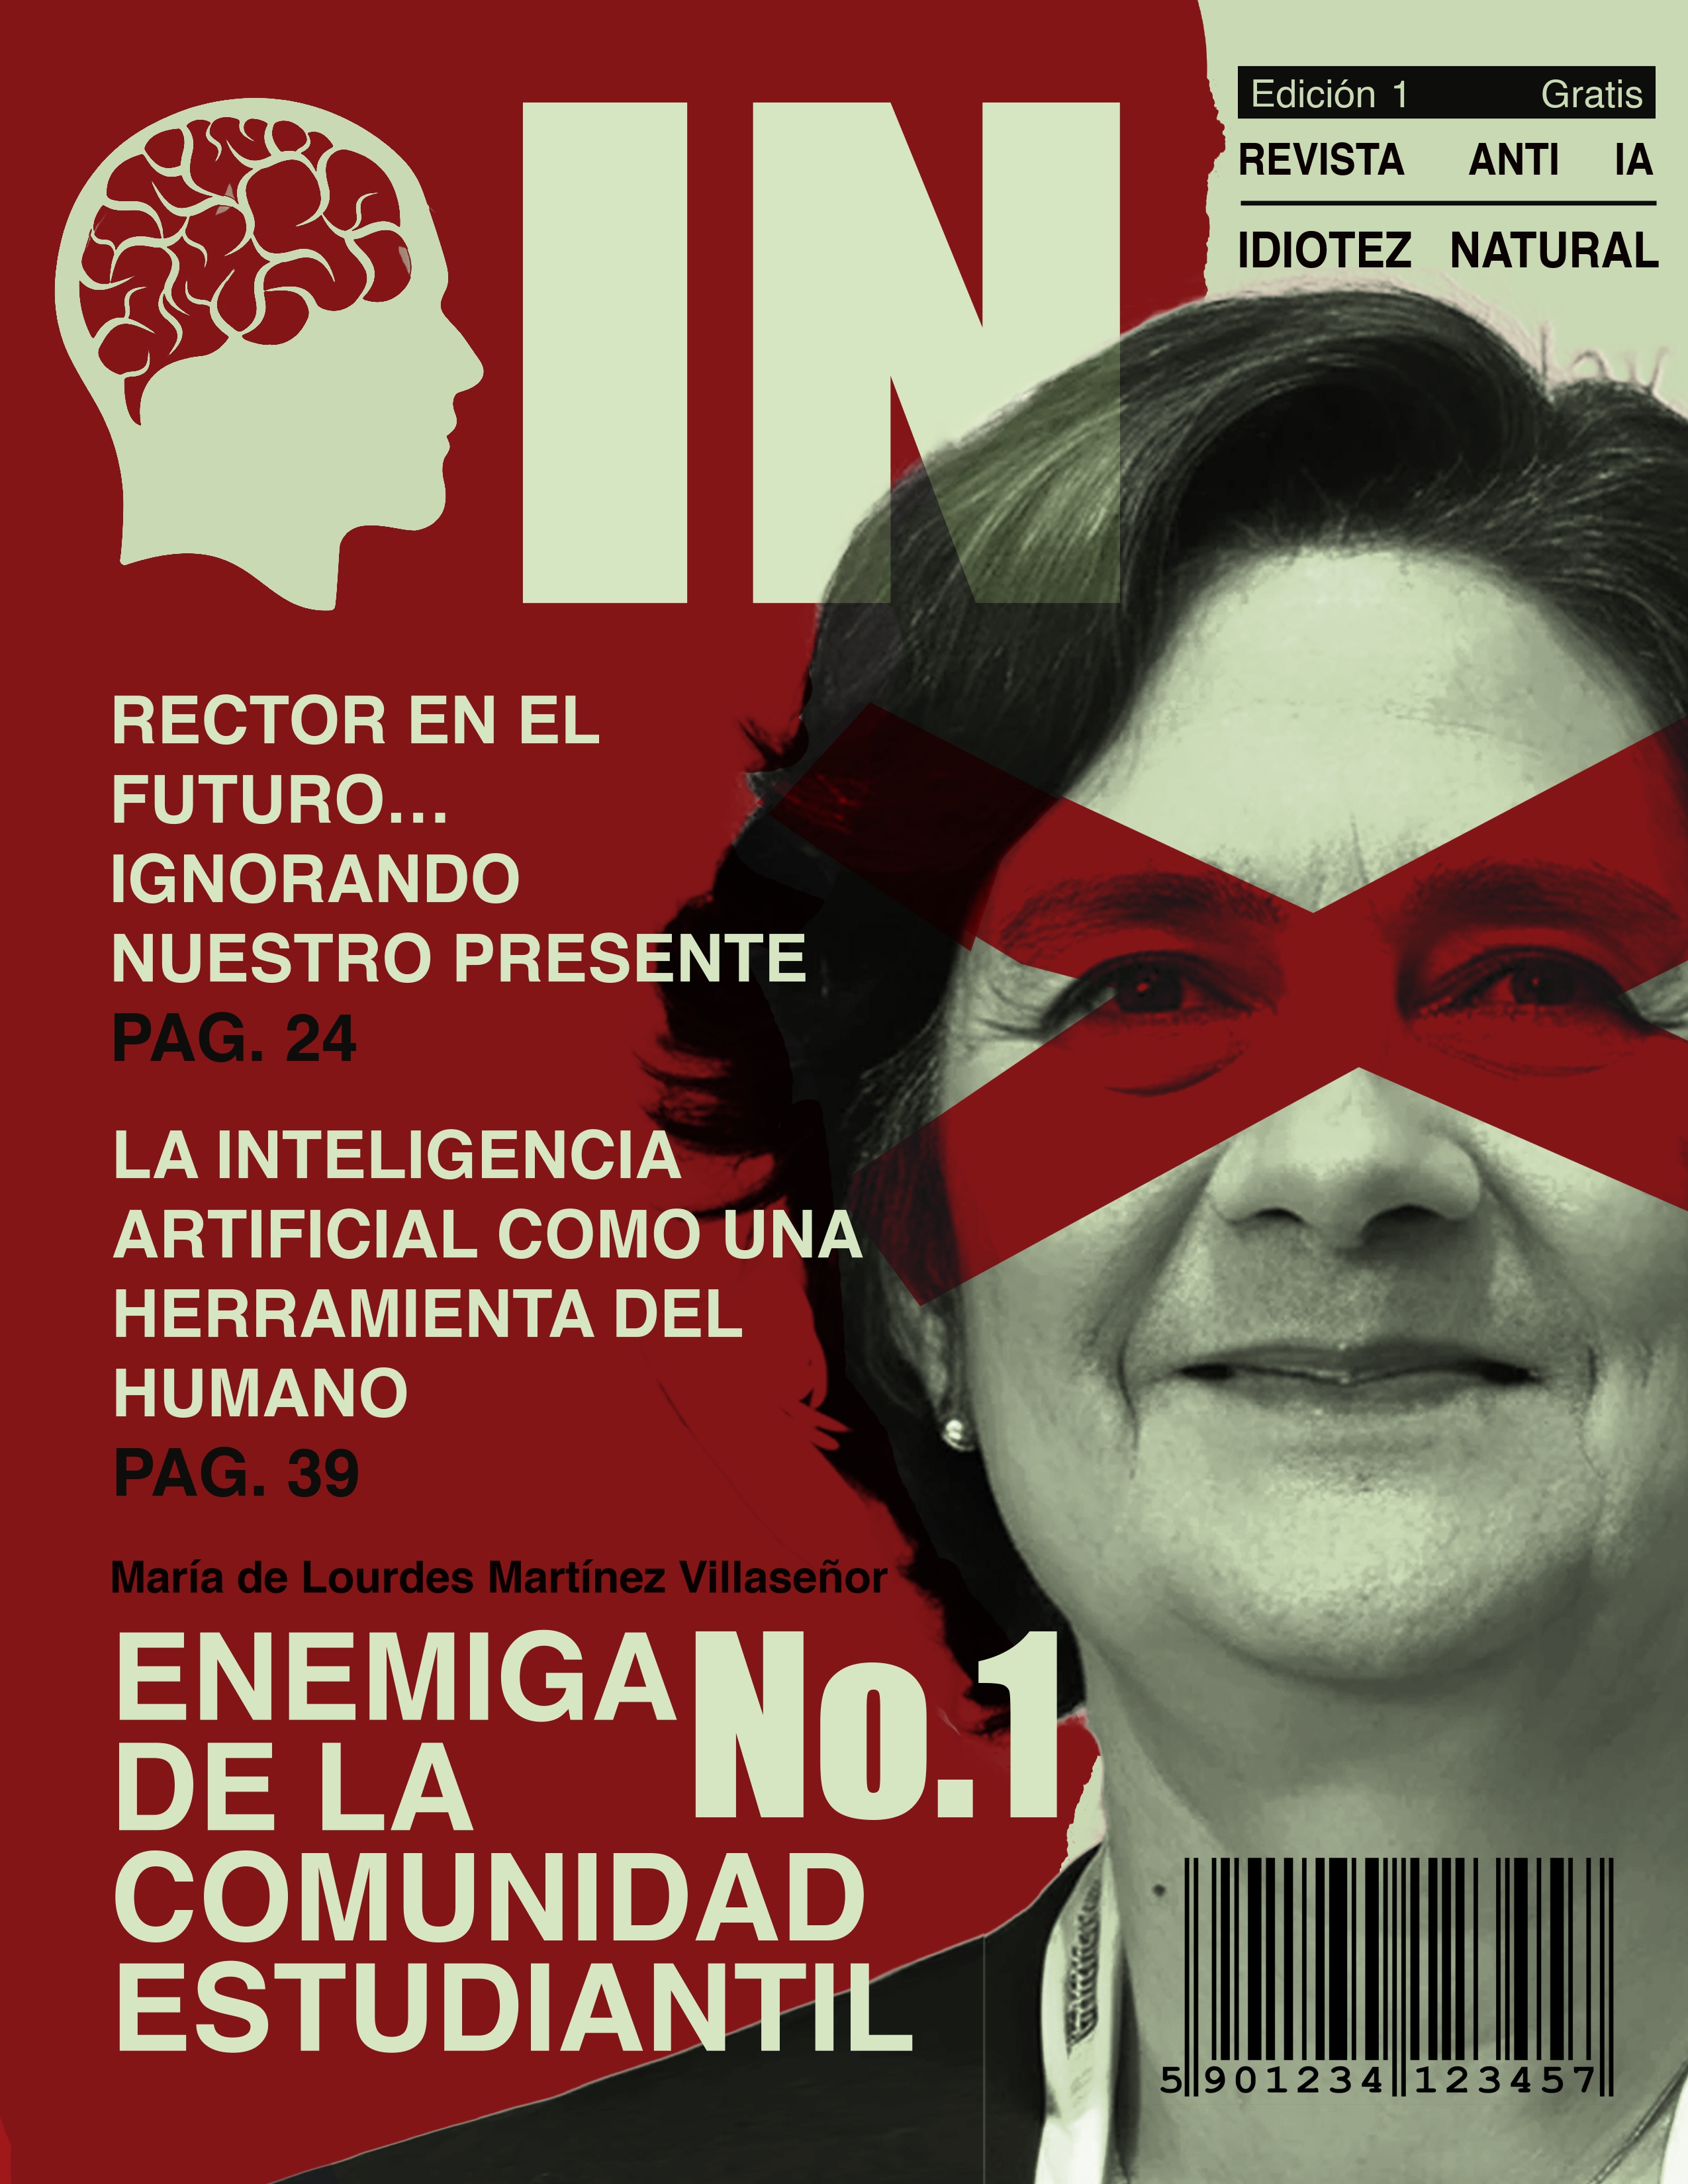 IN
Edición 1 Gratis
REVISTA ANTI IA
IDIOTEZ NATURAL
RECTOR EN EL
FUTURO...
IGNORANDO
NUESTRO PRESENTE
PAG. 24
LA INTELIGENCIA
ARTIFICIAL COMO UNA
HERRAMIENTA DEL
HUMANO
PAG. 39
María de Lourdes Martínez Villaseñor
ENEMIGA No.1
DE LA
COMUNIDAD
ESTUDIANTIL
5 901234 123457